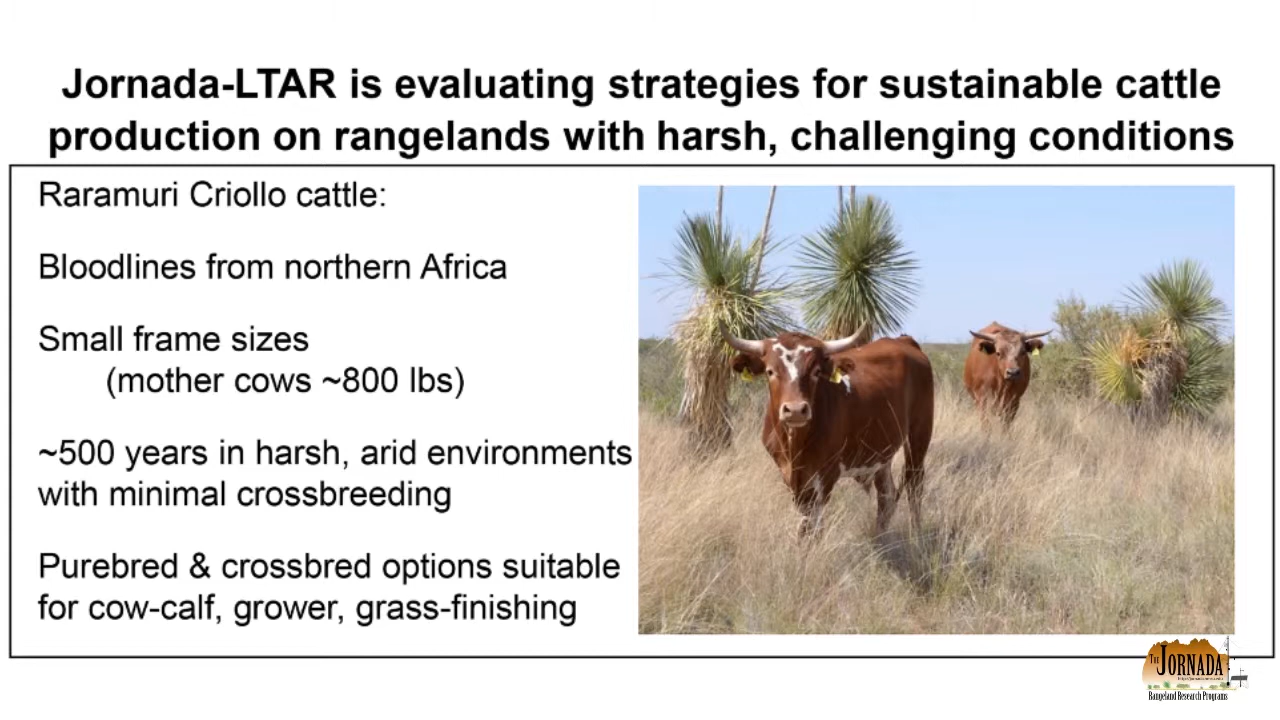 Jornada-LTAR is evaluating strategies for sustainable cattle
production on rangelands with harsh, challenging conditions
Raramuri Criollo cattle:
Bloodlines from northern Africa
Small frame sizes
(mother cows ~800 lbs)
~500 years in harsh, arid environments
with minimal crossbreeding
Purebred & crossbred options suitable
for cow-calf, grower, grass-finishing
THE JORNADA
Rangeland Research Programs